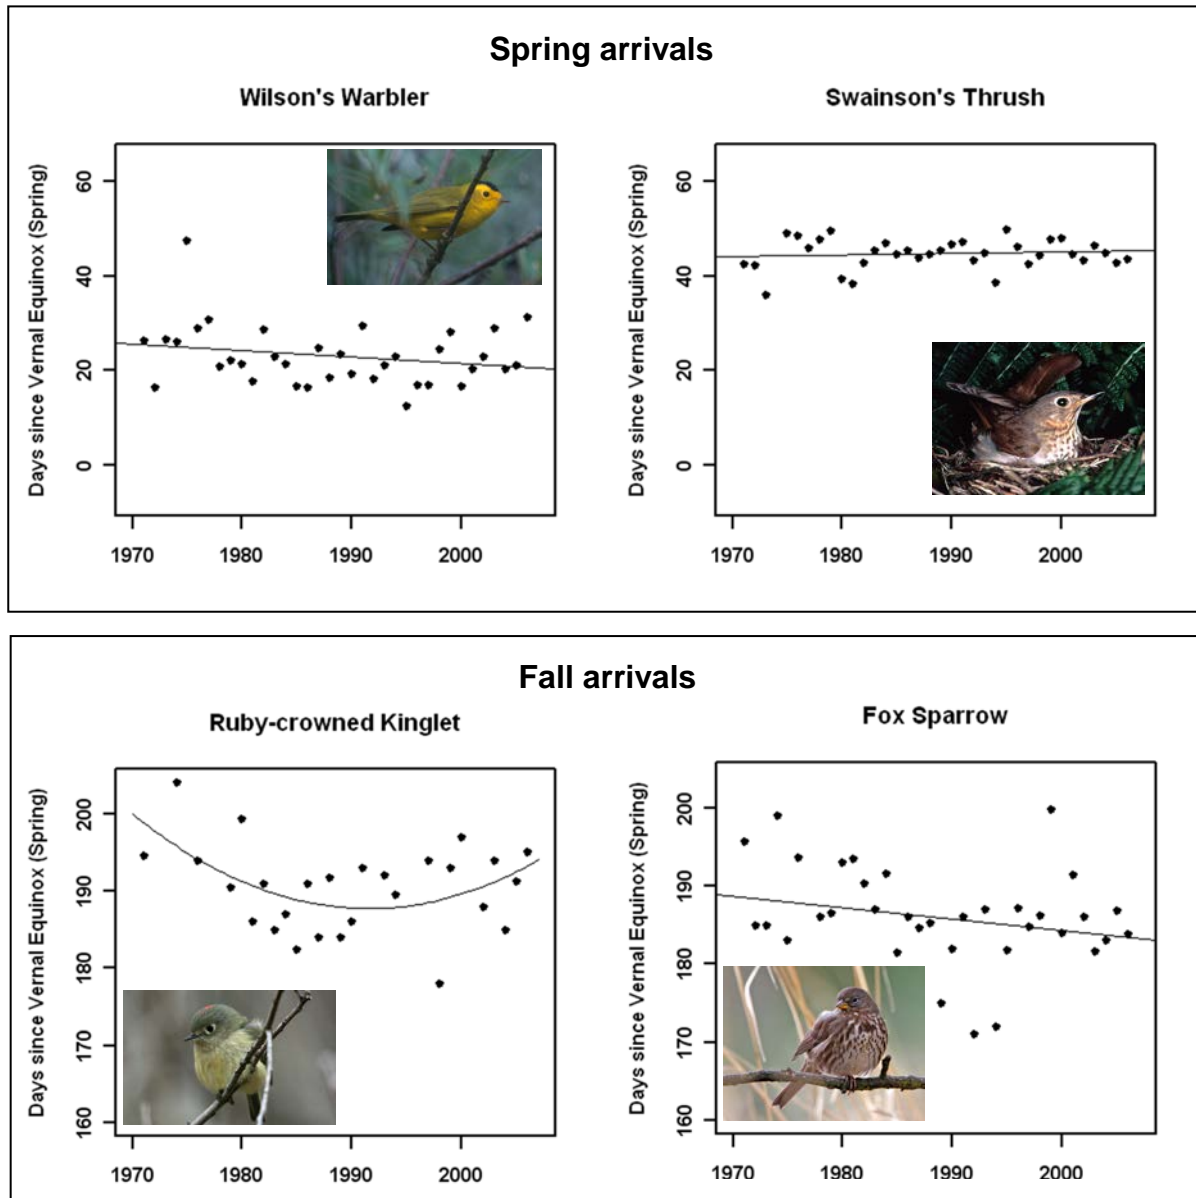 Spring arrivals
Wilson's Warbler
Days since Vernal Equinox (Spring)
60
40
20
0
1970 1980 1990 2000
Swainson's Thrush
Days since Vernal Equinox (Spring)
60
40
20
0
1970 1980 1990 2000
Fall arrivals
Ruby-crowned Kinglet
Days since Vernal Equinox (Spring)
200
190
180
170
160
1970 1980 1990 2000
Fox Sparrow
Days since Vernal Equinox (Spring)
200
190
180
170
160
1970 1980 1990 2000